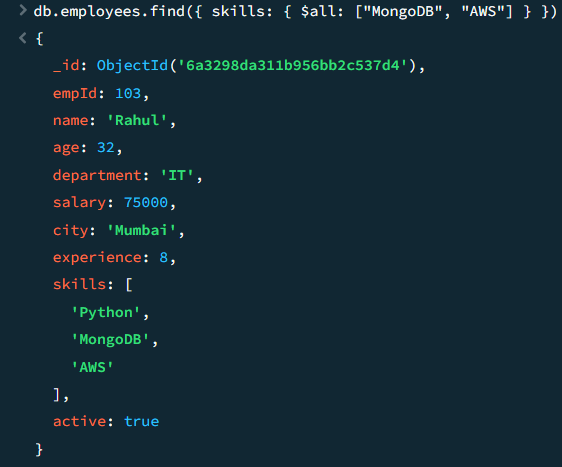 > db.employees.find({ skills: { $all: ["MongoDB", "AWS"] } })
< {
_id: ObjectId('6a3298da311b956bb2c537d4'),
empId: 103,
name: 'Rahul',
age: 32,
department: 'IT',
salary: 75000,
city: 'Mumbai',
experience: 8,
skills: [
'Python',
'MongoDB',
'AWS'
],
active: true
}